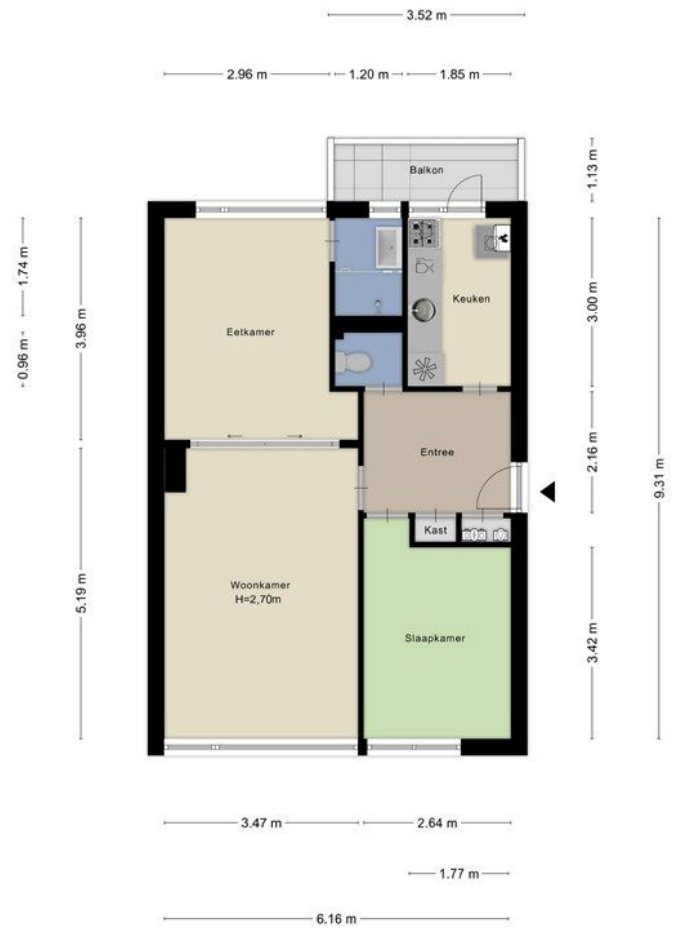 3.52 m
2.96 m
1.20 m
1.85 m
Balkon
1.13 m
1.74 m
0.96 m
3.96 m
5.19 m
Eetkamer
Keuken
3.00 m
Entree
2.16 m
9.31 m
Kast
Woonkamer
H=2,70m
Slaapkamer
3.42 m
3.47 m
2.64 m
1.77 m
6.16 m